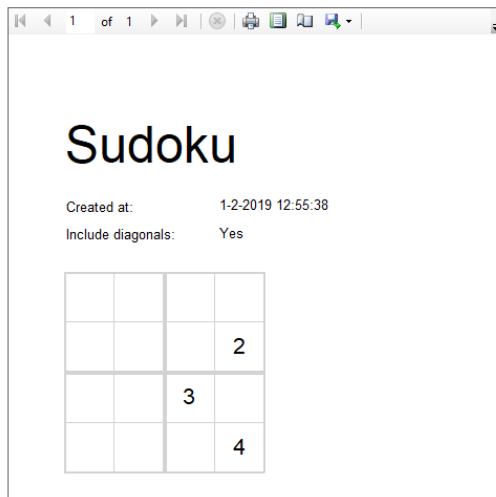 1 of 1
Sudoku
Created at: 1-2-2019 12:55:38
Include diagonals: Yes
2
3
4